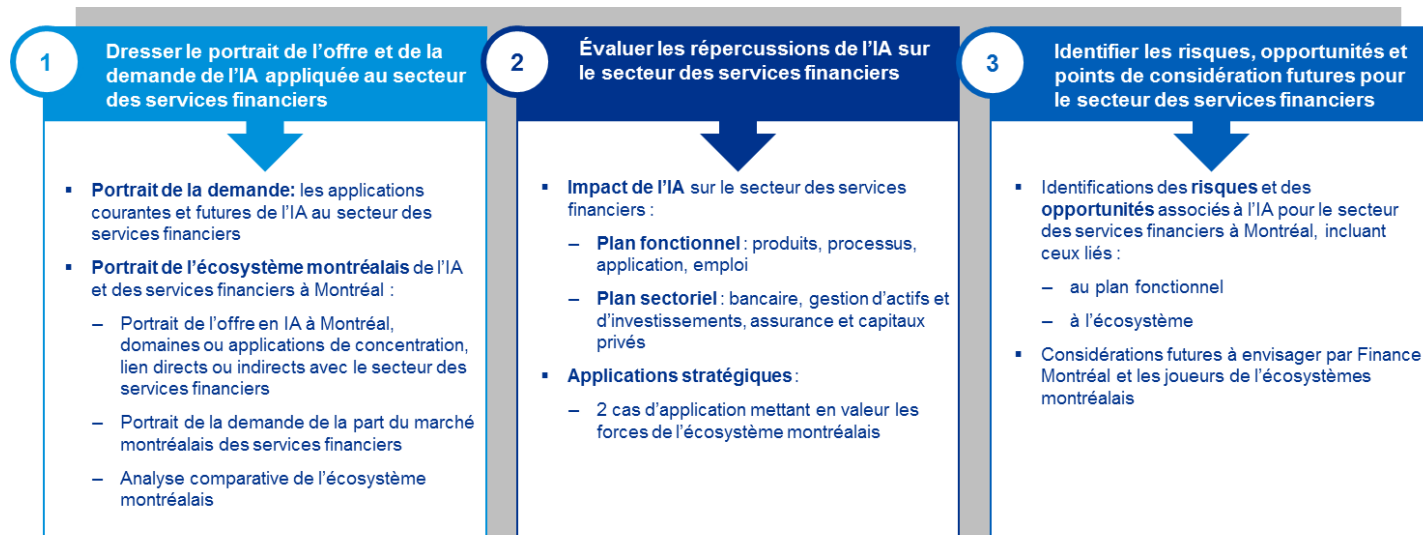 1
Dresser le portrait de l’offre et de la
demande de l’IA appliquée au secteur
des services financiers
▪ Portrait de la demande: les applications
courantes et futures de l’IA au secteur des
services financiers
▪ Portrait de l’écosystème montréalais de l’IA
et des services financiers à Montréal :
– Portrait de l’offre en IA à Montréal,
domaines ou applications de concentration,
lien directs ou indirects avec le secteur des
services financiers
– Portrait de la demande de la part du marché
montréalais des services financiers
– Analyse comparative de l’écosystème
montréalais
2
Évaluer les répercussions de l’IA sur
le secteur des services financiers
▪ Impact de l’IA sur le secteur des services
financiers :
– Plan fonctionnel : produits, processus,
application, emploi
– Plan sectoriel : bancaire, gestion d’actifs et
d’investissements, assurance et capitaux
privés
▪ Applications stratégiques :
– 2 cas d’application mettant en valeur les
forces de l’écosystème montréalais
3
Identifier les risques, opportunités et
points de considération futures pour
le secteur des services financiers
▪ Identifications des risques et des
opportunités associés à l’IA pour le secteur
des services financiers à Montréal, incluant
ceux liés :
– au plan fonctionnel
– à l’écosystème
▪ Considérations futures à envisager par Finance
Montréal et les joueurs de l’écosystèmes
montréalais